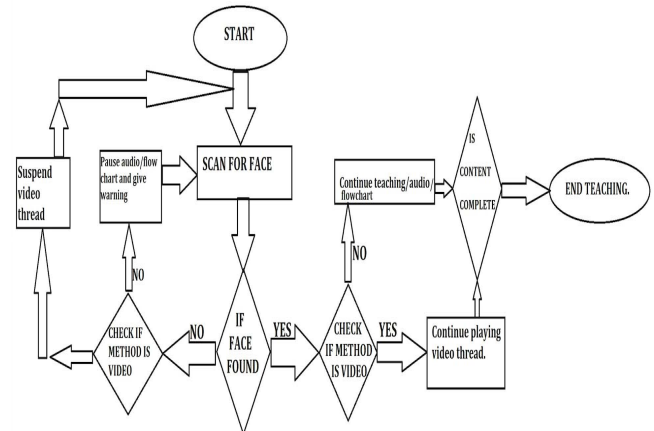 START
Pause audio/flow
chart and give
warning
SCAN FOR FACE
Suspend
video
thread
Continue teaching/audio/
flowchart
IS
CONTENT
COMPLETE
END TEACHING.
NO
NO
CHECK IF
METHOD IS
VIDEO
NO
IF
FACE
FOUND
YES
CHECK
IF METHOD
IS VIDEO
YES
Continue playing
video thread.